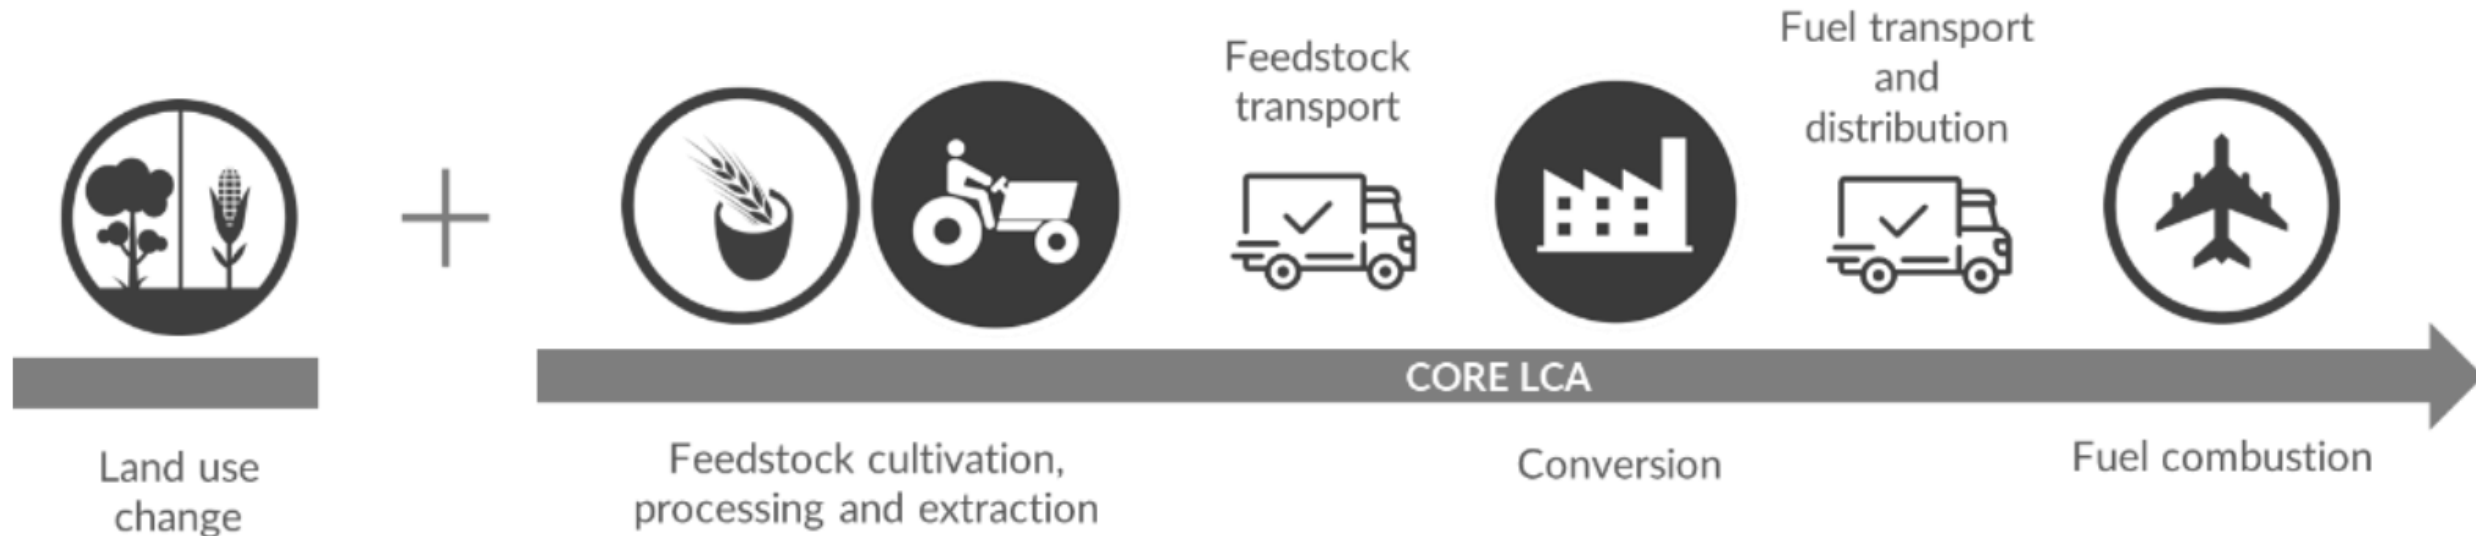 Land use
change
Feedstock cultivation,
processing and extraction
Feedstock
transport
CORE LCA
Conversion
Fuel transport
and
distribution
Fuel combustion